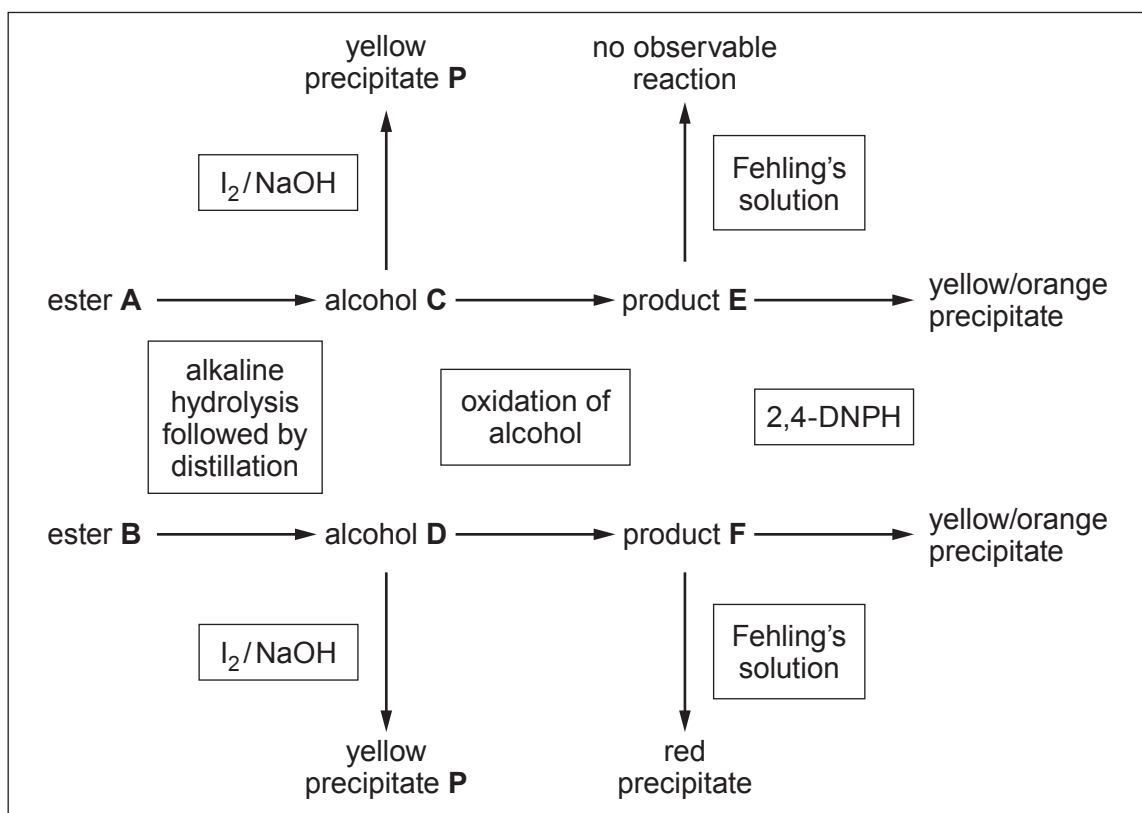 yellow
precipitate P
no observable
reaction
I₂/NaOH
Fehling's
solution
ester A
alcohol C
product E
yellow/orange
precipitate
alkaline
hydrolysis
followed by
distillation
oxidation of
alcohol
2,4-DNPH
ester B
alcohol D
product F
yellow/orange
precipitate
I₂/NaOH
Fehling's
solution
yellow
precipitate P
red
precipitate